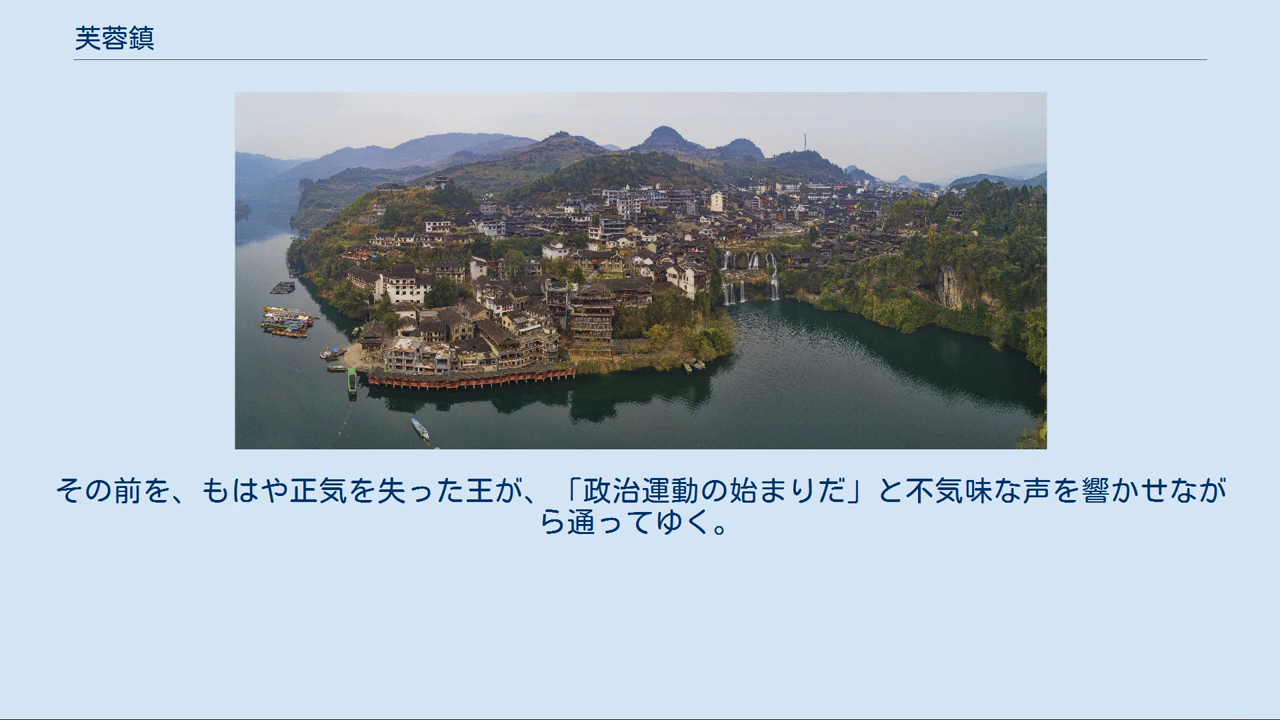 芙蓉鎮
その前を、もはや正気を失った王が、「政治運動の始まりだ」と不気味な声を響かせなが
ら通ってゆく。